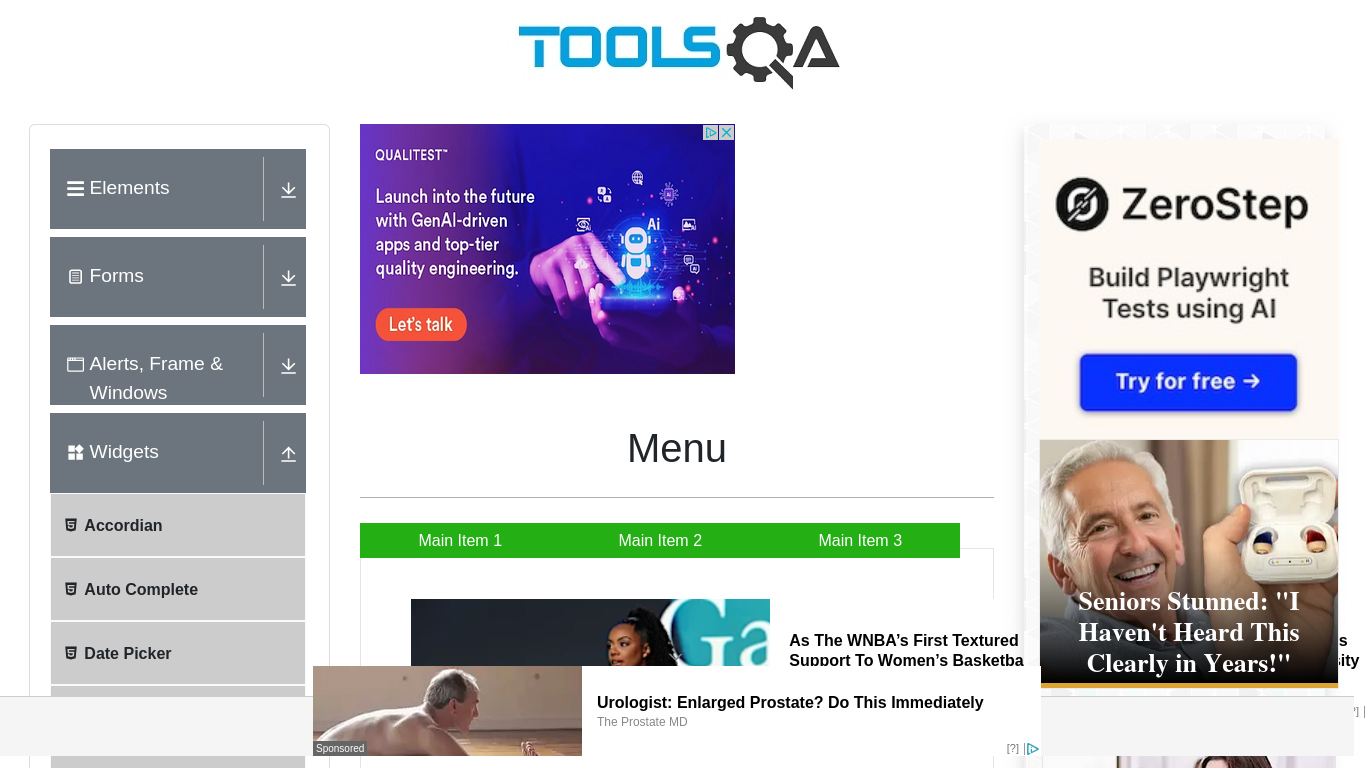 TOOLSQA
Elements
Forms
Alerts, Frame &
Windows
Widgets
Accordian
Auto Complete
Date Picker
QUALITEST™
Launch into the future
with GenAI-driven
apps and top-tier
quality engineering.
Let's talk
Ai
Menu
Main Item 1
Main Item 2
Main Item 3
Ga
As The WNBA’s First Textured
Support To Women’s Basketba
s
sity
Urologist: Enlarged Prostate? Do This Immediately
The Prostate MD
Sponsored
[?]
ZeroStep
Build Playwright
Tests using AI
Try for free →
Seniors Stunned: "I
Haven't Heard This
Clearly in Years!"
?]